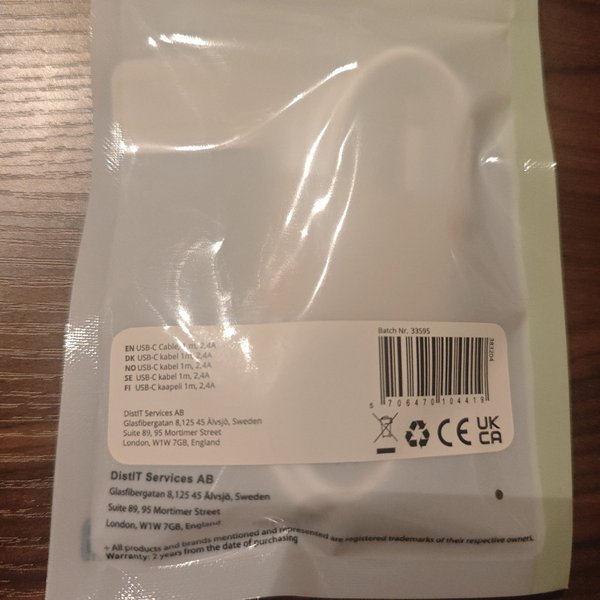 Batch Nr. 33595
383204
EN USB-C Cable, 1m, 2,4A
DK USB-C kabel 1m, 2,4A
NO USB-C kabel 1m, 2,4A
SE USB-C kabel 1m, 2,4A
FI USB-C kaapeli 1m, 2,4A
5 706470 104419
DistIT Services AB
Glasfibergatan 8,125 45 Älvsjö, Sweden
Suite 89, 95 Mortimer Street
London, W1W 7GB, England
CE UK CA
DistIT Services AB
Glasfibergatan 8,125 45 Älvsjö, Sweden
Suite 89, 95 Mortimer Street
London, W1W 7GB, England
+ All products and brands mentioned and represented are registered trademarks of their respective owners.
Warranty: 2 years from the date of purchasing